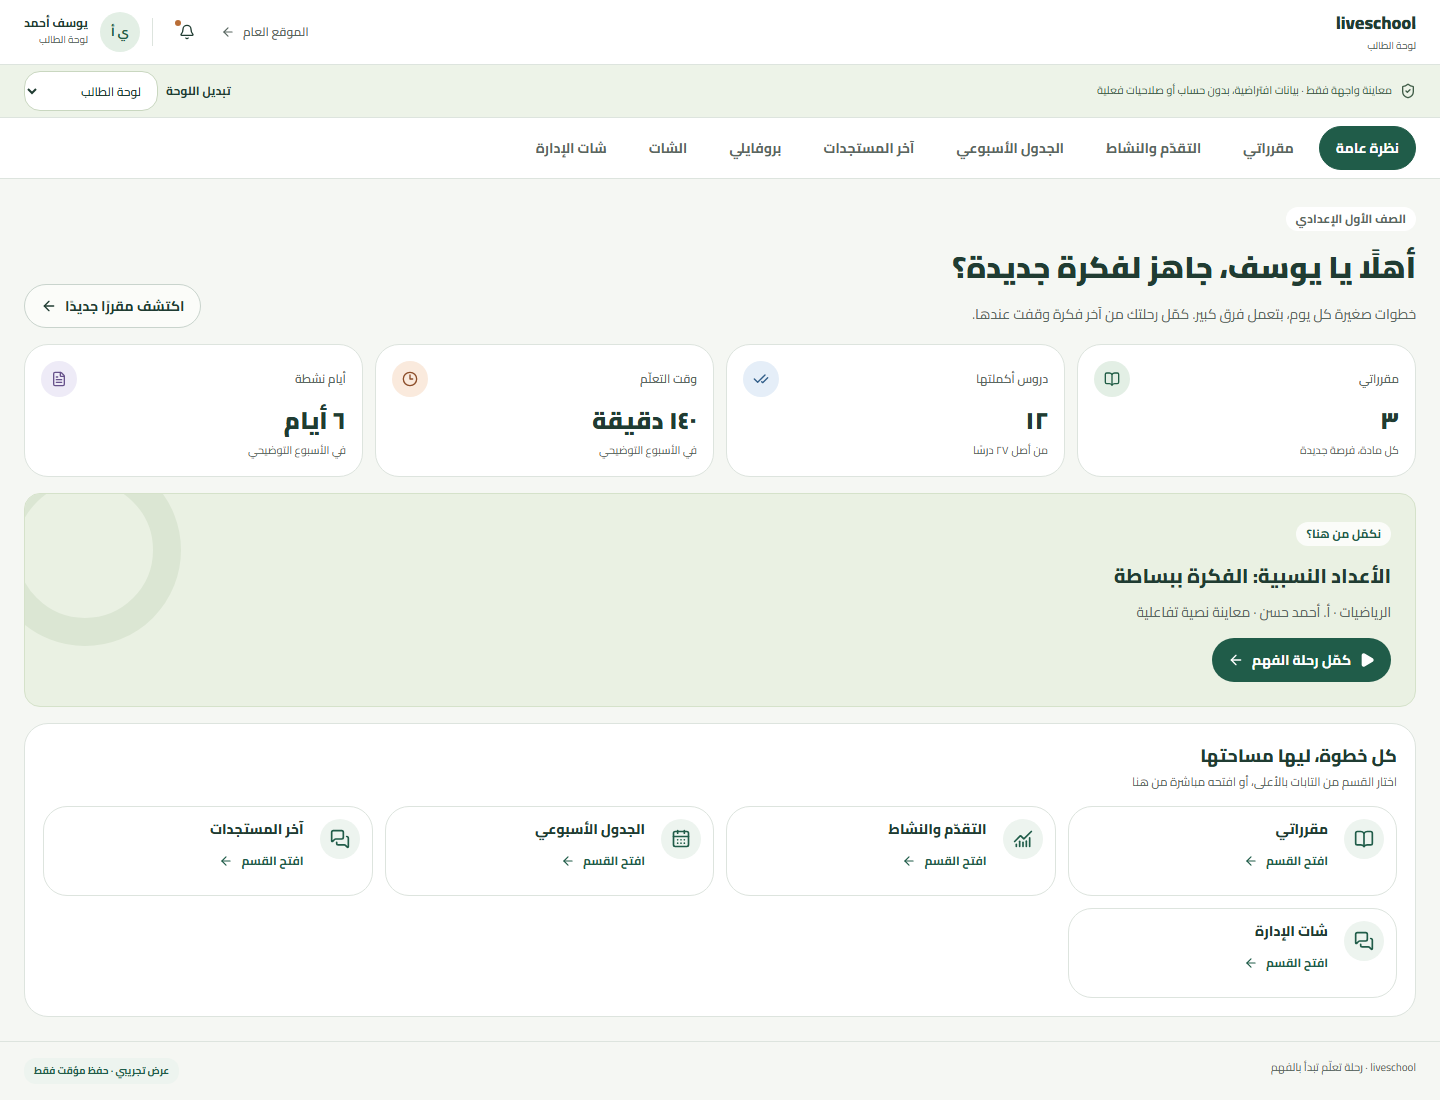 liveschool
لوحة الطالب
الموقع العام
ي أ
يوسف أحمد
لوحة الطالب
معاينة واجهة فقط · بيانات افتراضية، بدون حساب أو صلاحيات فعلية
تبديل اللوحة
لوحة الطالب
نظرة عامة
مقرراتي
التقدّم والنشاط
الجدول الأسبوعي
آخر المستجدات
بروفايلي
الشات
شات الإدارة
الصف الأول الإعدادي
أهلًا يا يوسف، جاهز لفكرة جديدة؟
خطوات صغيرة كل يوم، بتعمل فرق كبير. كمّل رحلتك من آخر فكرة وقفت عندها.
اكتشف مقررًا جديدًا
مقرراتي
٣
كل مادة، فرصة جديدة
دروس أكملتها
١٢
من أصل ٢٧ درسًا
وقت التعلّم
١٤٠ دقيقة
في الأسبوع التوضيحي
أيام نشطة
٦ أيام
في الأسبوع التوضيحي
نكمّل من هنا؟
الأعداد النسبية: الفكرة ببساطة
الرياضيات · أ. أحمد حسن · معاينة نصية تفاعلية
كمّل رحلة الفهم
كل خطوة، ليها مساحتها
اختار القسم من التابات بالأعلى، أو افتحه مباشرة من هنا
مقرراتي
افتح القسم
التقدّم والنشاط
افتح القسم
الجدول الأسبوعي
افتح القسم
آخر المستجدات
افتح القسم
شات الإدارة
افتح القسم
liveschool · رحلة تعلّم تبدأ بالفهم
عرض تجريبي · حفظ مؤقت فقط